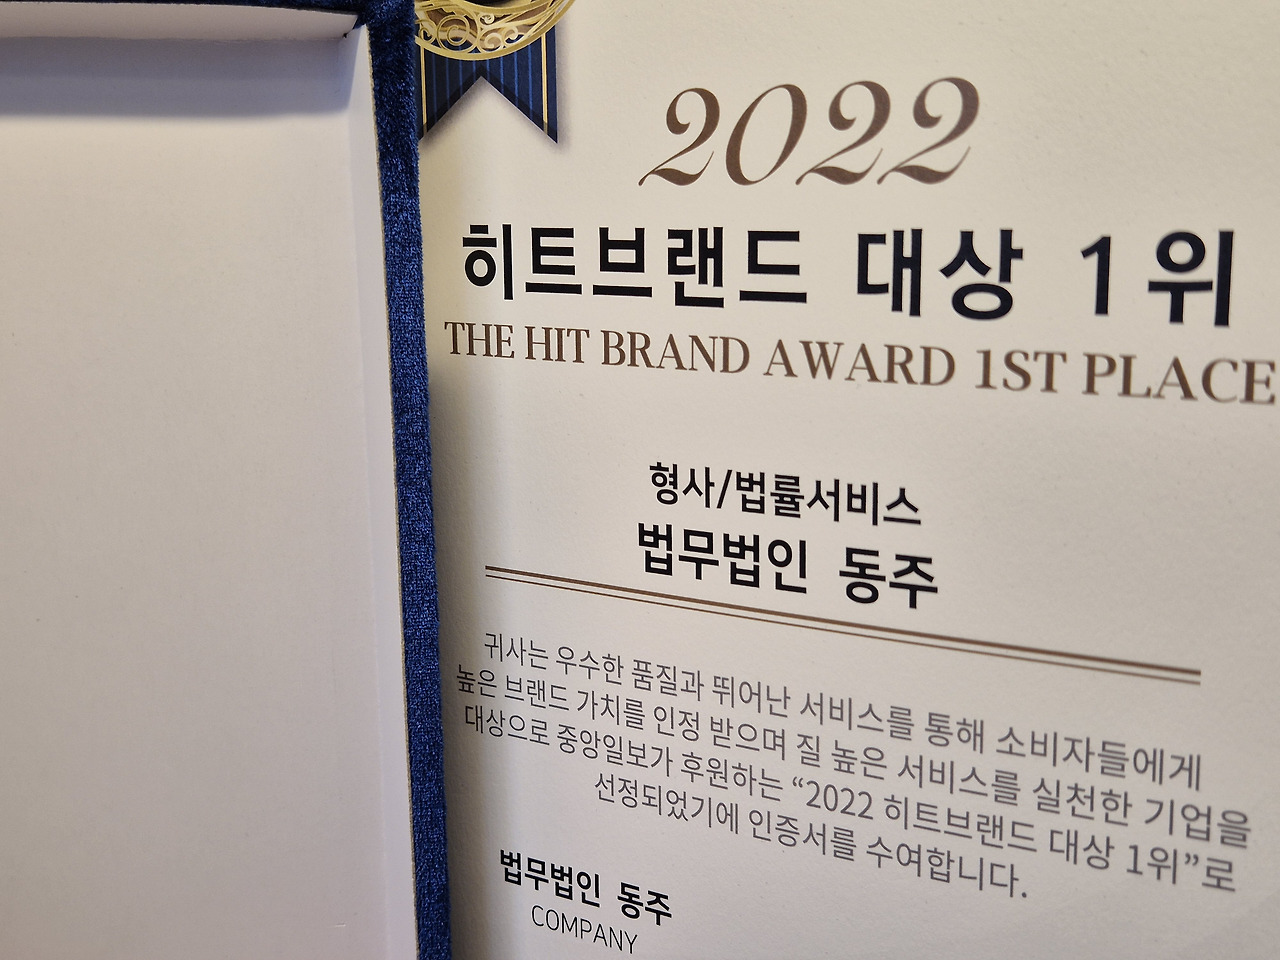 2022
히트브랜드 대상 1위
THE HIT BRAND AWARD 1ST PLACE
형사/법률서비스
법무법인 동주
귀사는 우수한 품질과 뛰어난 서비스를 통해 소비자들에게
높은 브랜드 가치를 인정 받으며 질 높은 서비스를 실천한 기업을
대상으로 중앙일보가 후원하는 “2022 히트브랜드 대상 1위”로
선정되었기에 인증서를 수여합니다.
법무법인 동주
COMPANY